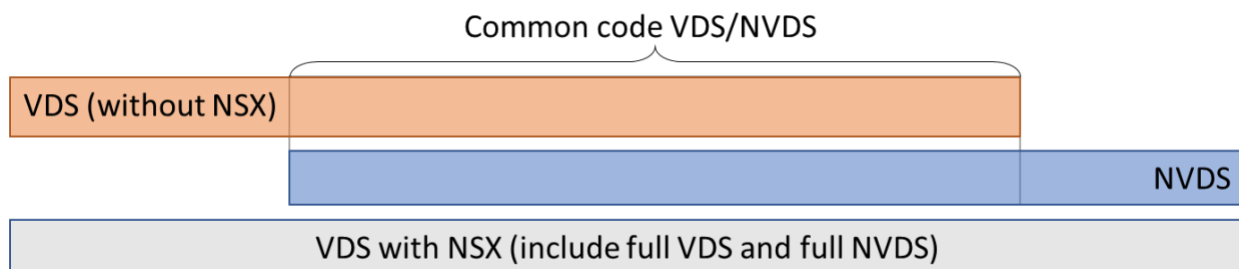 Common code VDS/NVDS
VDS (without NSX)
NVDS
VDS with NSX (include full VDS and full NVDS)